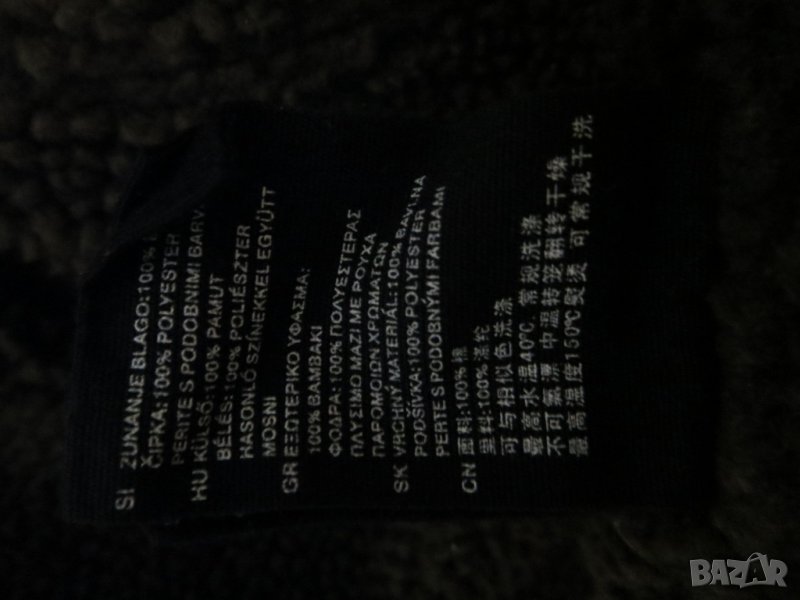 SI ZUNANJE BLAGO:100%
ČIPKA:100% POLYESTER
PERITE S PODOBNIMI BARV
HU KÜLSŐ:100% PAMUT
BÉLÉS:100% POLIÉSZTER
HASONLÓ SZÍNEKKEL EGYÜTT
MOSNI
GR ΕΞΩΤΕΡΙΚΟ ΥΦΑΣΜΑ:
100% ΒΑΜΒΑΚΙ
ΦΟΔΡΑ:100% ΠΟΛΥΕΣΤΕΡΑΣ
ΠΛΥΣΙΜΟ ΜΑΖΙ ΜΕ ΡΟΥΧΑ
ΠΑΡΟΜΟΙΩΝ ΧΡΩΜΑΤΩΝ
SK VRCHNÝ MATERIÁL:100% BAVLNA
PODŠÍVKA:100% POLYESTER
PERTE S PODOBNÝMI FARBAMI
CN 面料:100%棉
里料:100%涤纶
可与相似色洗涤
最高水温40℃, 常规洗涤
不可氯漂 中温转笼翻转干燥
最高温度150℃熨烫 可常规干洗
BAZAR